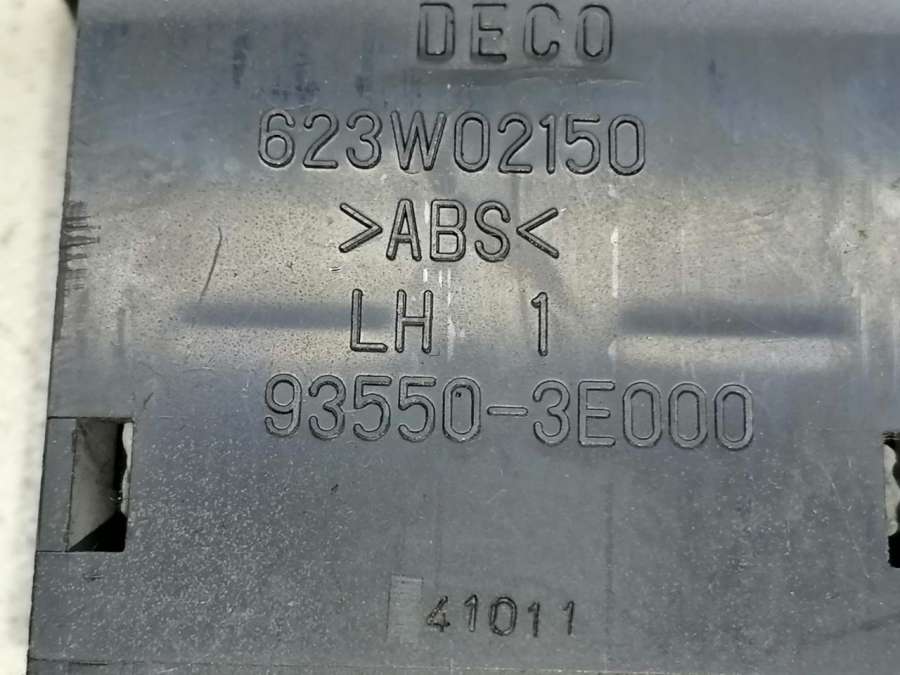 DECO
623W02150
>ABS<
LH 1
93550-3E000
41011